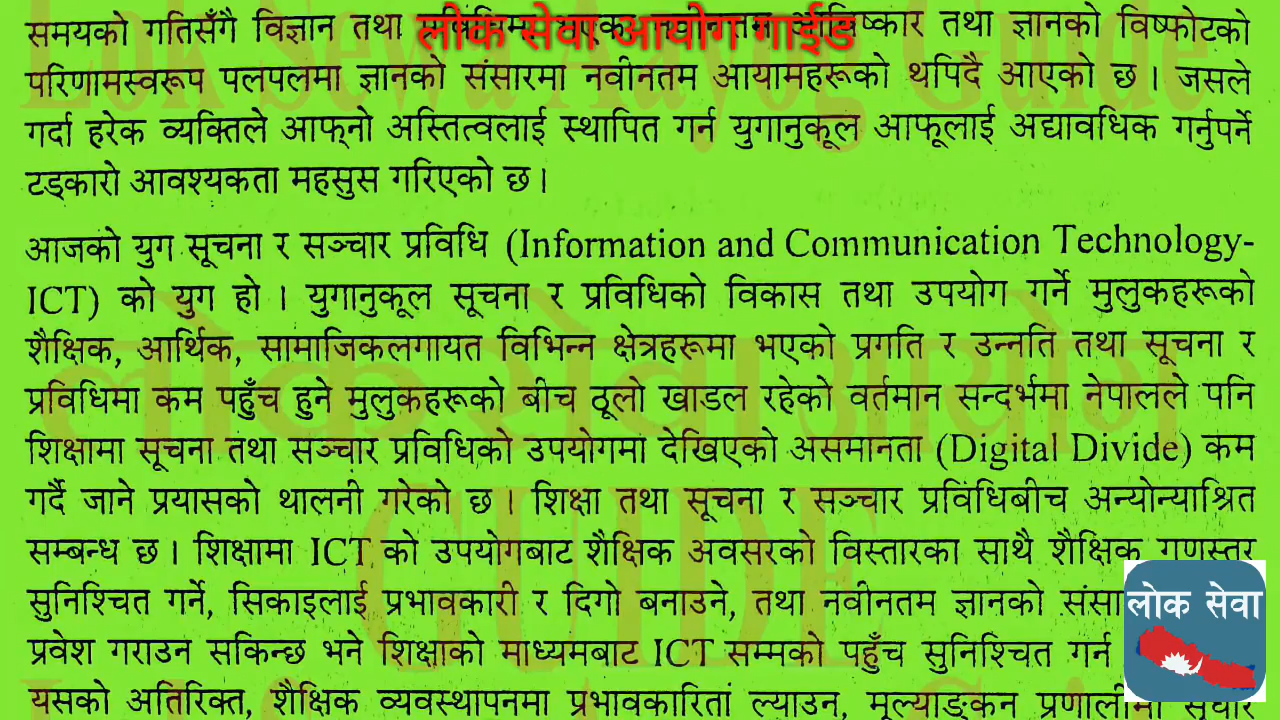 लोक सेवा आयोग गाईड
समयको गतिसँगै विज्ञान तथा तथा ज्ञानको विष्फोटको
परिणामस्वरूप पलपलमा ज्ञानको संसारमा नवीनतम आयामहरूको थपिदै आएको छ । जसले
गर्दा हरेक व्यक्तिले आफ्नो अस्तित्वलाई स्थापित गर्न युगानुकूल आफूलाई अद्यावधिक गर्नुपर्ने
टड्कारो आवश्यकता महसुस गरिएको छ ।
आजको युग सूचना र सञ्चार प्रविधि (Information and Communication Technology-
ICT) को युग हो । युगानुकूल सूचना र प्रविधिको विकास तथा उपयोग गर्ने मुलुकहरूको
शैक्षिक, आर्थिक, सामाजिकलगायत विभिन्न क्षेत्रहरूमा भएको प्रगति र उन्नति तथा सूचना र
प्रविधिमा कम पहुँच हुने मुलुकहरूको बीच ठूलो खाडल रहेको वर्तमान सन्दर्भमा नेपालले पनि
शिक्षामा सूचना तथा सञ्चार प्रविधिको उपयोगमा देखिएको असमानता (Digital Divide) कम
गर्दै जाने प्रयासको थालनी गरेको छ । शिक्षा तथा सूचना र सञ्चार प्रविधिबीच अन्योन्याश्रित
सम्बन्ध छ । शिक्षामा ICT को उपयोगबाट शैक्षिक अवसरको विस्तारका साथै शैक्षिक गुणस्तर
सुनिश्चित गर्ने, सिकाइलाई प्रभावकारी र दिगो बनाउने, तथा नवीनतम ज्ञानको
प्रवेश गराउन सकिन्छ भने शिक्षाको माध्यमबाट ICT सम्मको पहुँच सुनिश्चित गर्न
यसको अतिरिक्त, शैक्षिक व्यवस्थापनमा प्रभावकारिता ल्याउन, मूल्याङ्कन
लोक सेवा